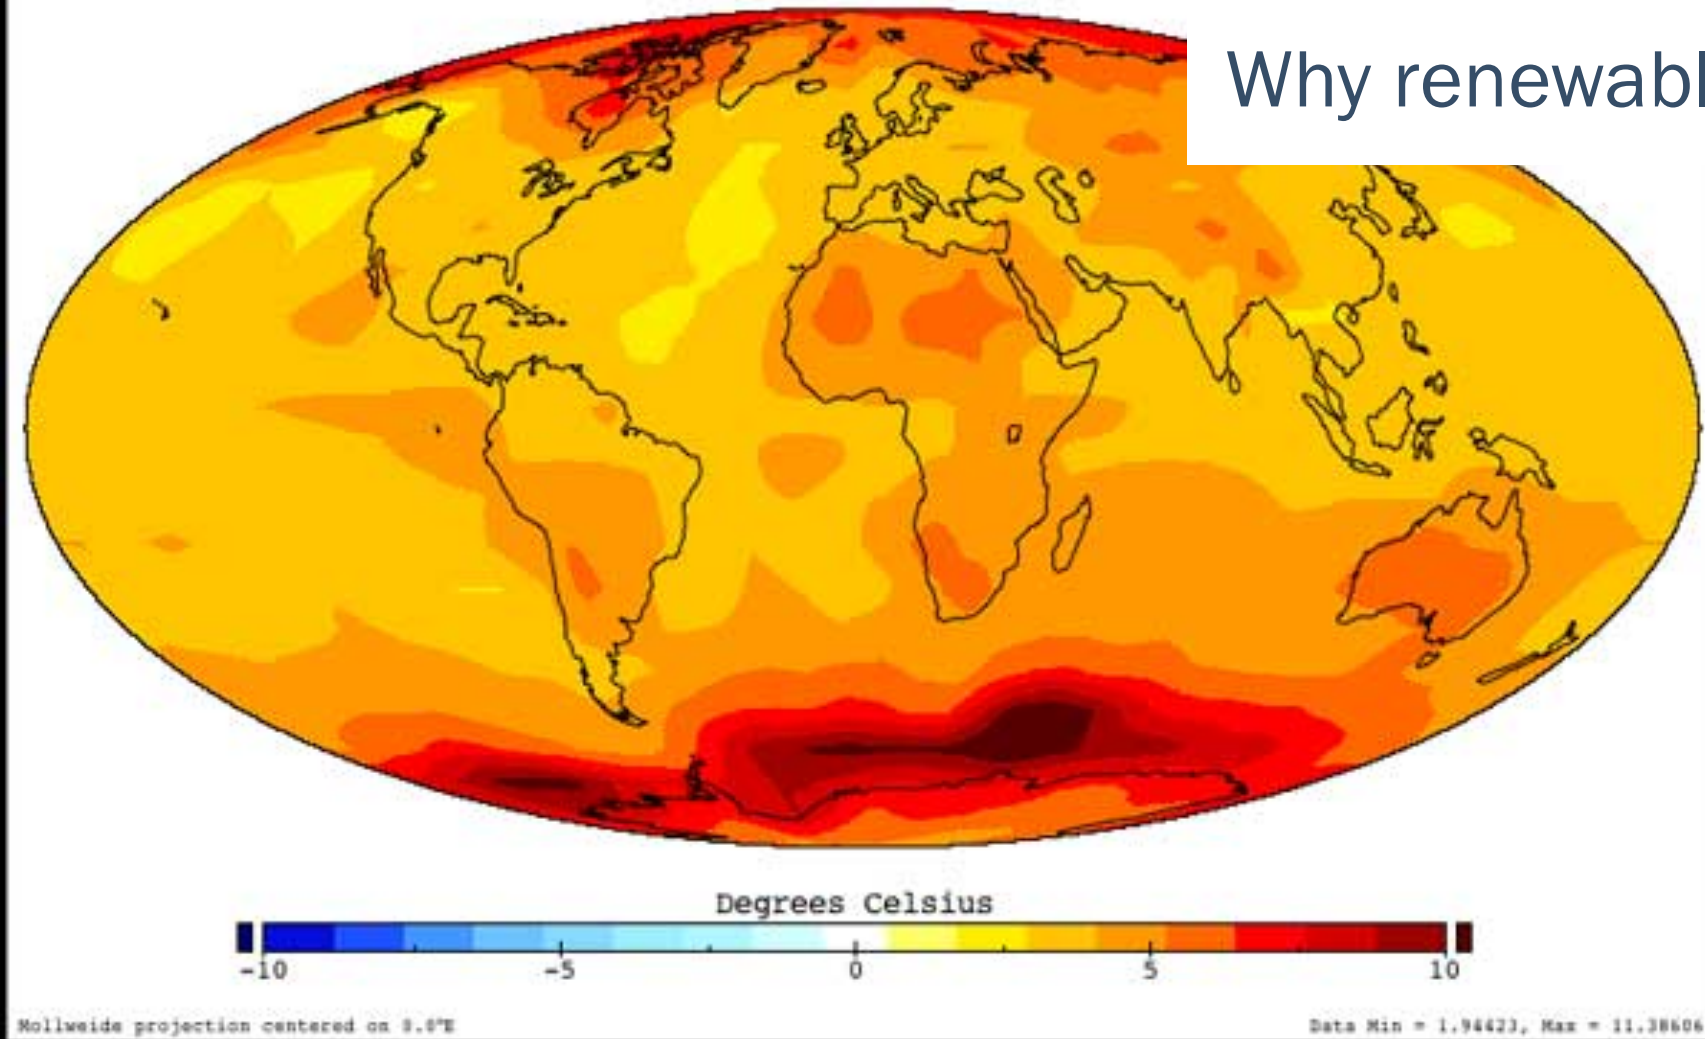 Why renewabl
Degrees Celsius
-10 -5 0 5 10
Mollweide projection centered on 0.0°E
Data Min = 1.94423, Max = 11.38606